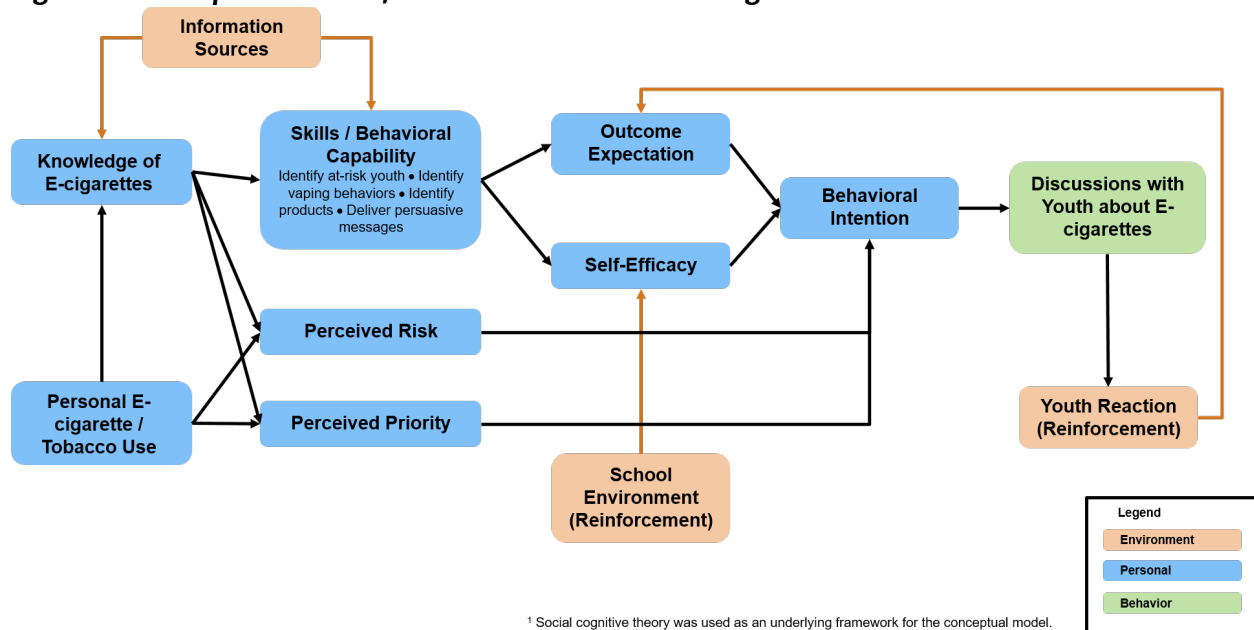 Information
Sources
Knowledge of
E-cigarettes
Skills / Behavioral
Capability
Identify at-risk youth • Identify
vaping behaviors • Identify
products • Deliver persuasive
messages
Outcome
Expectation
Self-Efficacy
Behavioral
Intention
Discussions with
Youth about E-
cigarettes
Perceived Risk
Personal E-
cigarette /
Tobacco Use
Perceived Priority
Youth Reaction
(Reinforcement)
School
Environment
(Reinforcement)
Legend
Environment
Personal
Behavior
¹ Social cognitive theory was used as an underlying framework for the conceptual model.